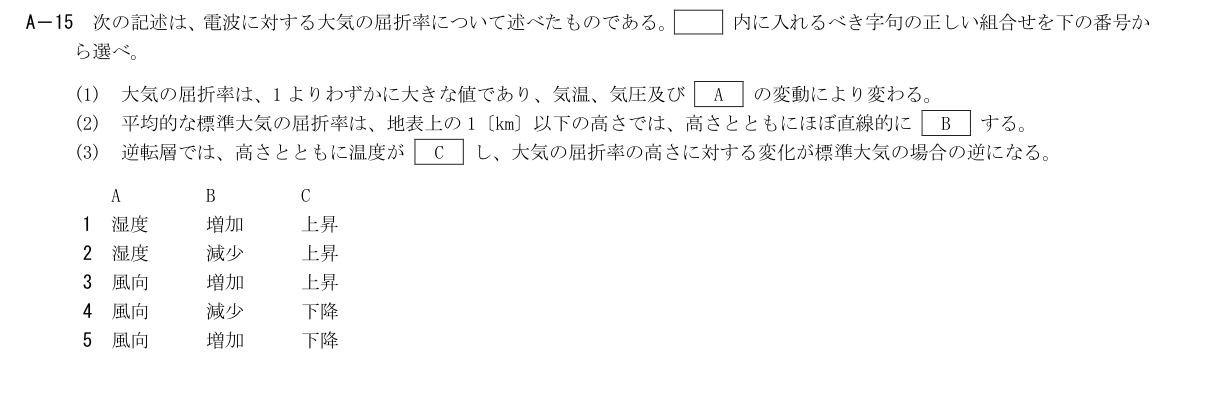 A－15 次の記述は、電波に対する大気の屈折率について述べたものである。 内に入れるべき字句の正しい組合せを下の番号か
ら選べ。
(1) 大気の屈折率は、1よりわずかに大きな値であり、気温、気圧及び A の変動により変わる。
(2) 平均的な標準大気の屈折率は、地表上の1〔km〕以下の高さでは、高さとともにほぼ直線的に B する。
(3) 逆転層では、高さとともに温度が C し、大気の屈折率の高さに対する変化が標準大気の場合の逆になる。
A B C
1 湿度 増加 上昇
2 湿度 減少 上昇
3 風向 増加 上昇
4 風向 減少 下降
5 風向 増加 下降